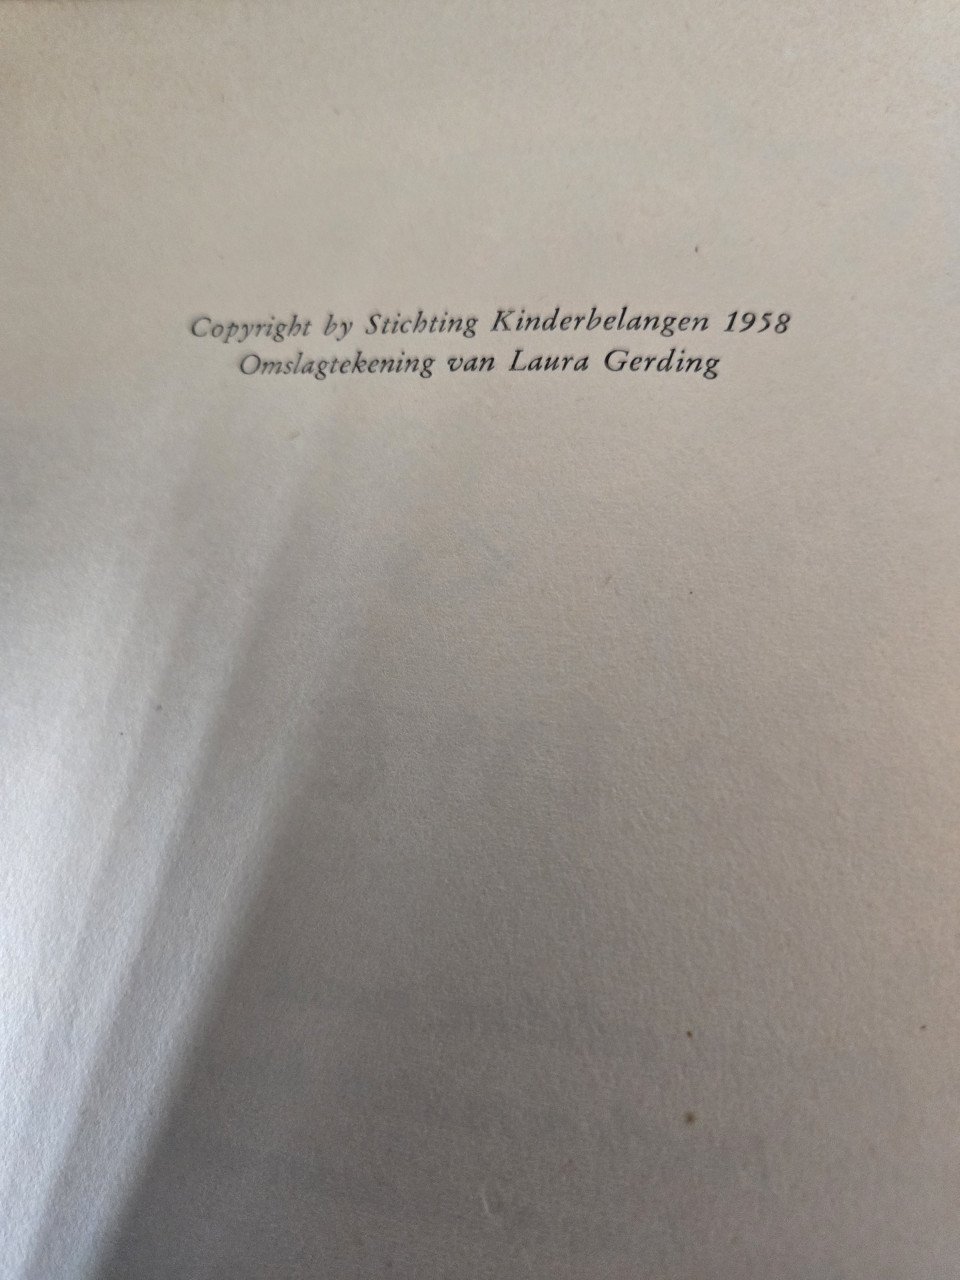 Copyright by Stichting Kinderbelangen 1958
Omslagtekening van Laura Gerding